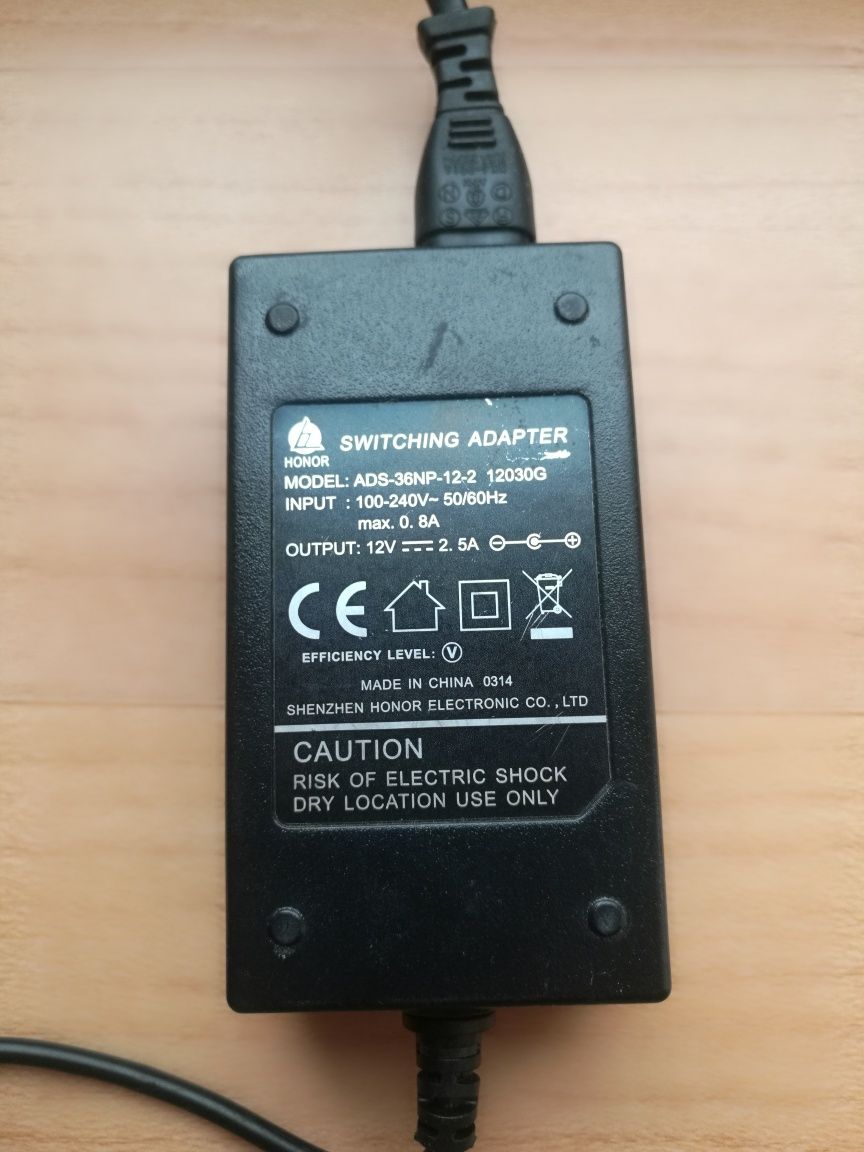 SWITCHING ADAPTER
HONOR
MODEL: ADS-36NP-12-2 12030G
INPUT : 100-240V~ 50/60Hz
max. 0. 8A
OUTPUT: 12V 2. 5A
CE
EFFICIENCY LEVEL: V
MADE IN CHINA 0314
SHENZHEN HONOR ELECTRONIC CO. , LTD
CAUTION
RISK OF ELECTRIC SHOCK
DRY LOCATION USE ONLY